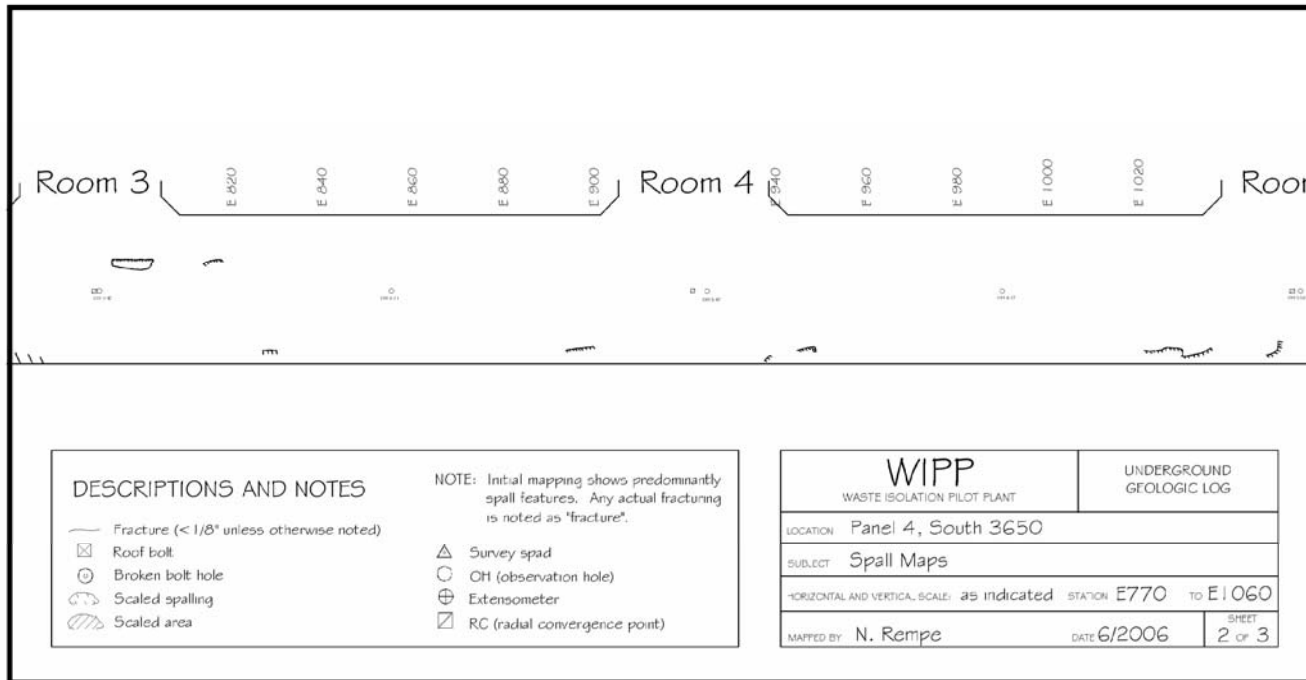 Room 3
E 820
E 840
E 860
E 880
E 900
Room 4
E 940
E 960
E 980
E 1000
E 1020
Room
DESCRIPTIONS AND NOTES
Fracture (< 1/8" unless otherwise noted)
Roof bolt
Broken bolt hole
Scaled spalling
Scaled area
NOTE: Initial mapping shows predominantly
spall features. Any actual fracturing
is noted as "fracture".
Survey spad
OH (observation hole)
Extensometer
RC (radial convergence point)
WIPP
WASTE ISOLATION PILOT PLANT
UNDERGROUND
GEOLOGIC LOG
LOCATION Panel 4, South 3650
SUBJECT Spall Maps
HORIZONTAL AND VERTICAL SCALE: as indicated STATION E770 TO E1060
MAPPED BY N. Rempe DATE 6/2006 SHEET
2 OF 3